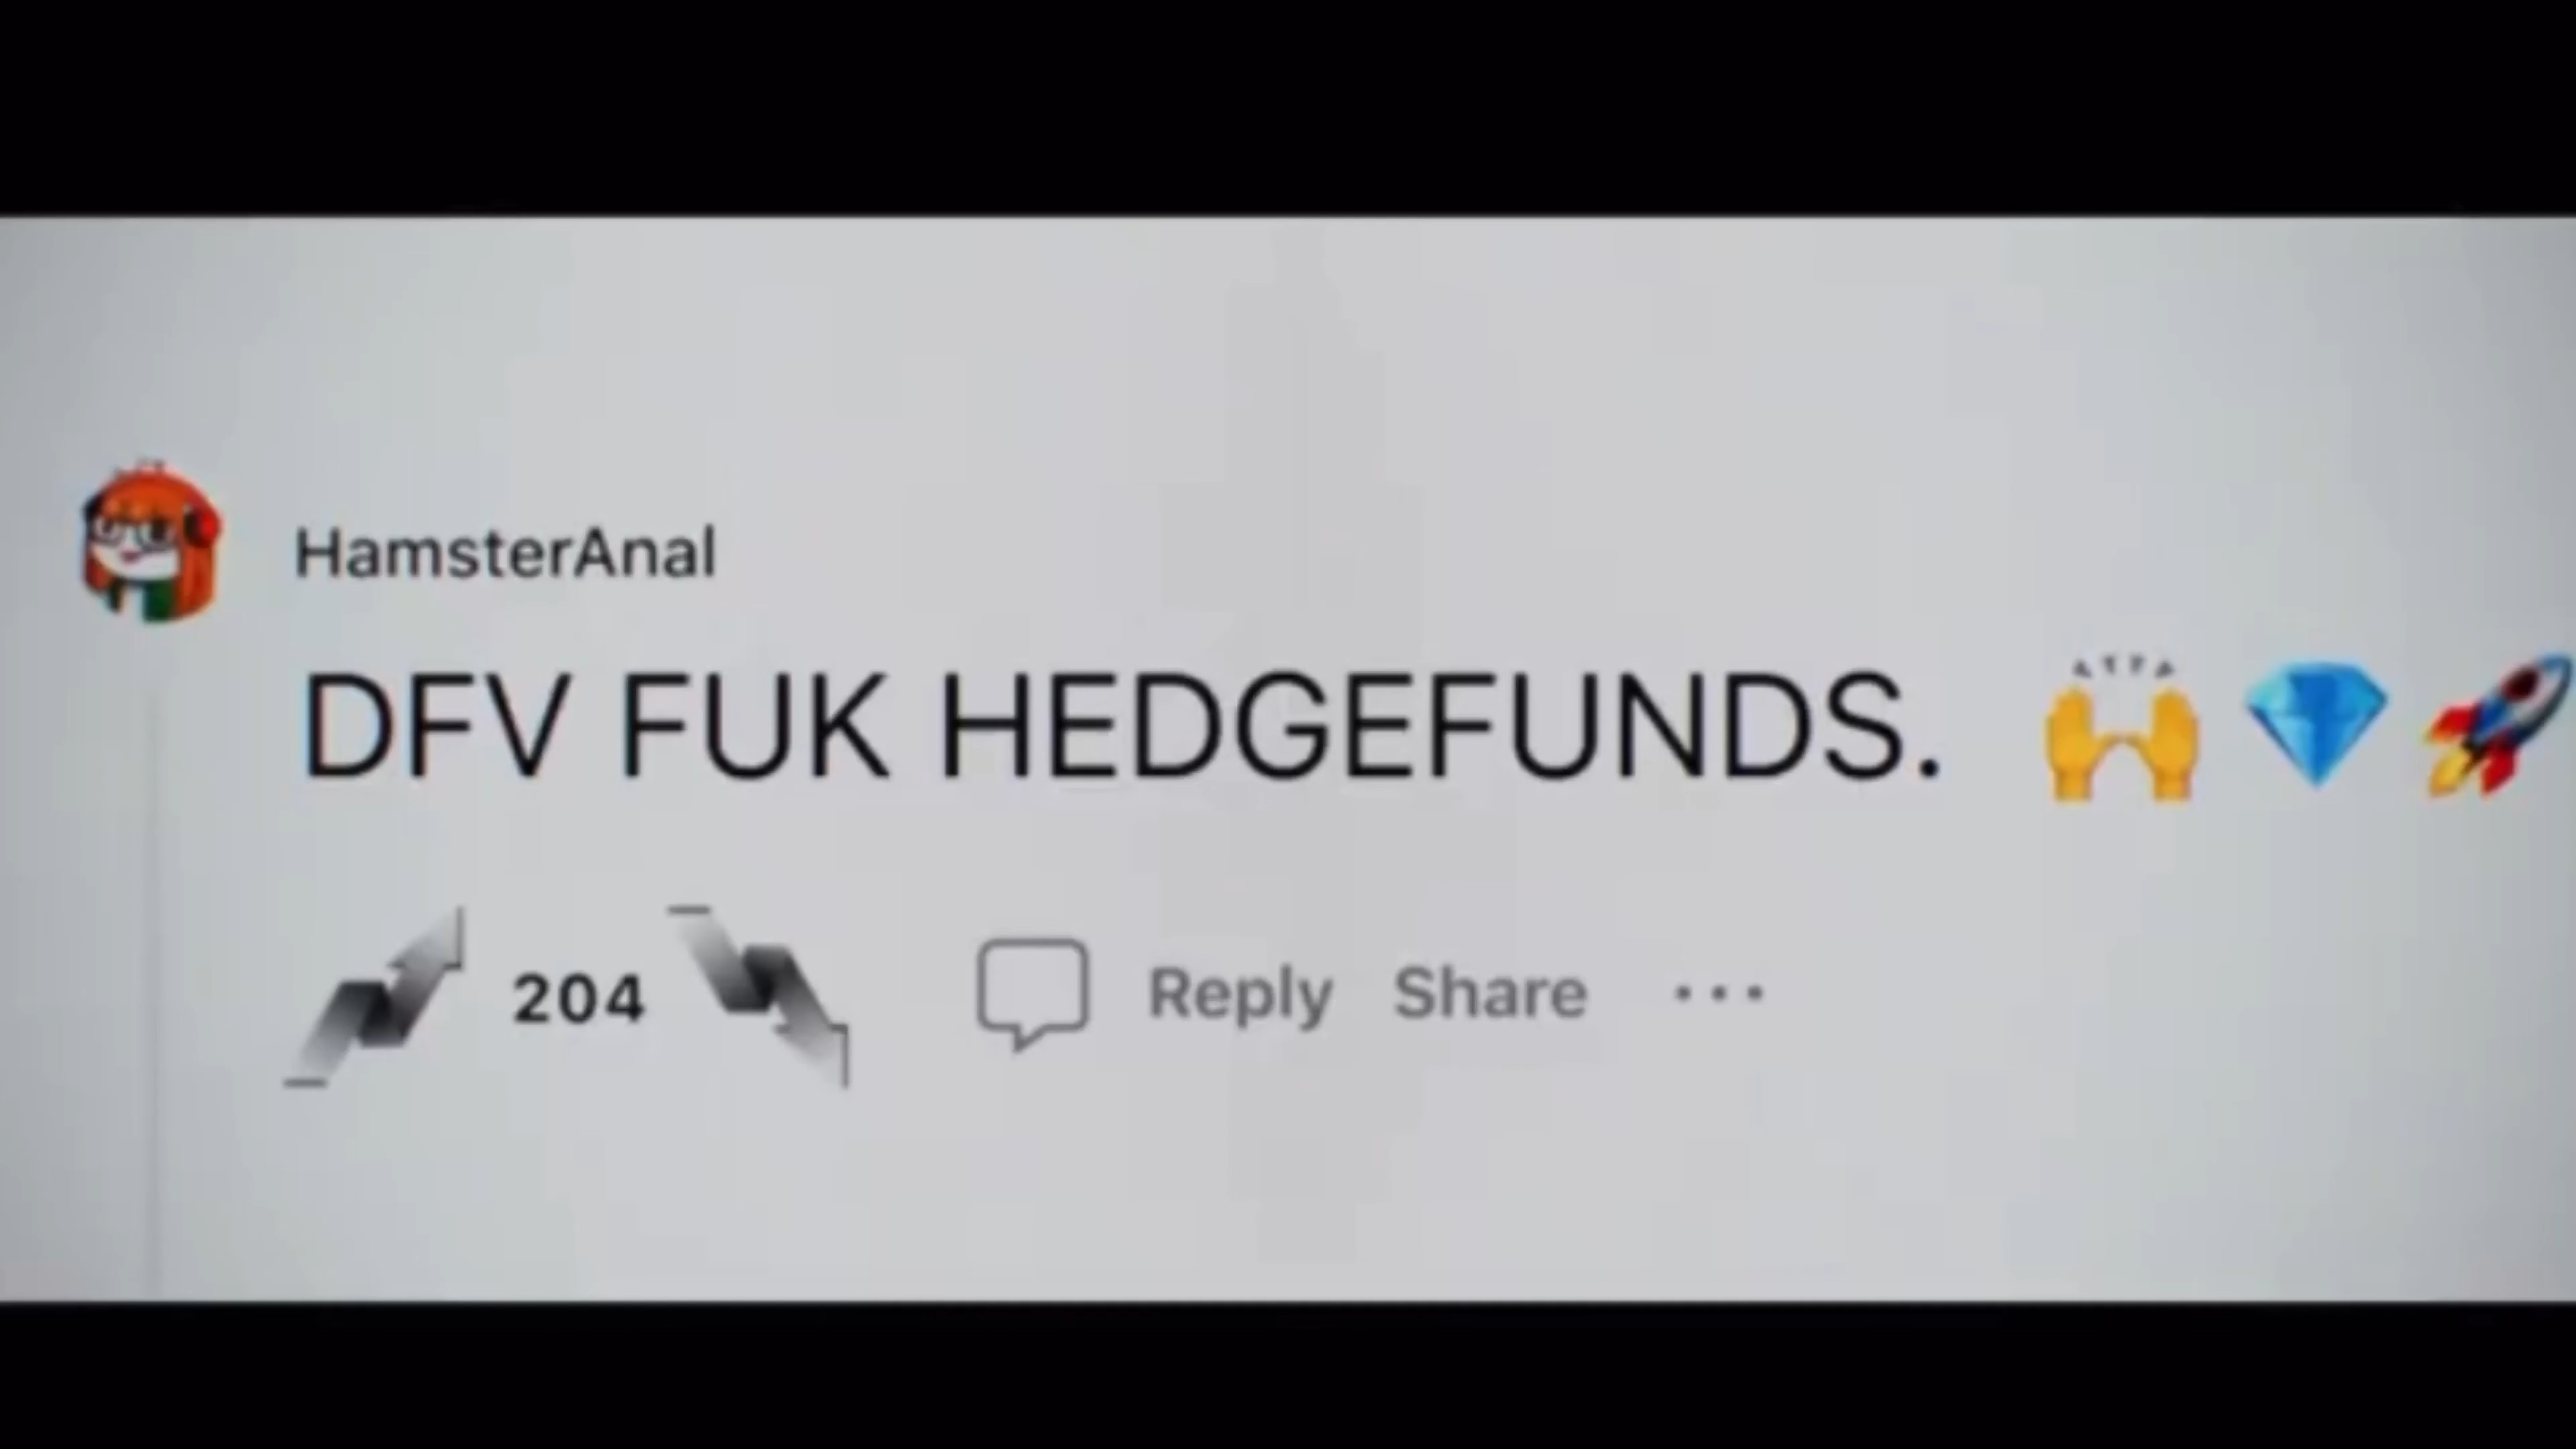 HamsterAnal
DFV FUK HEDGEFUNDS. 🙌 💎 🚀
204 Reply Share ···